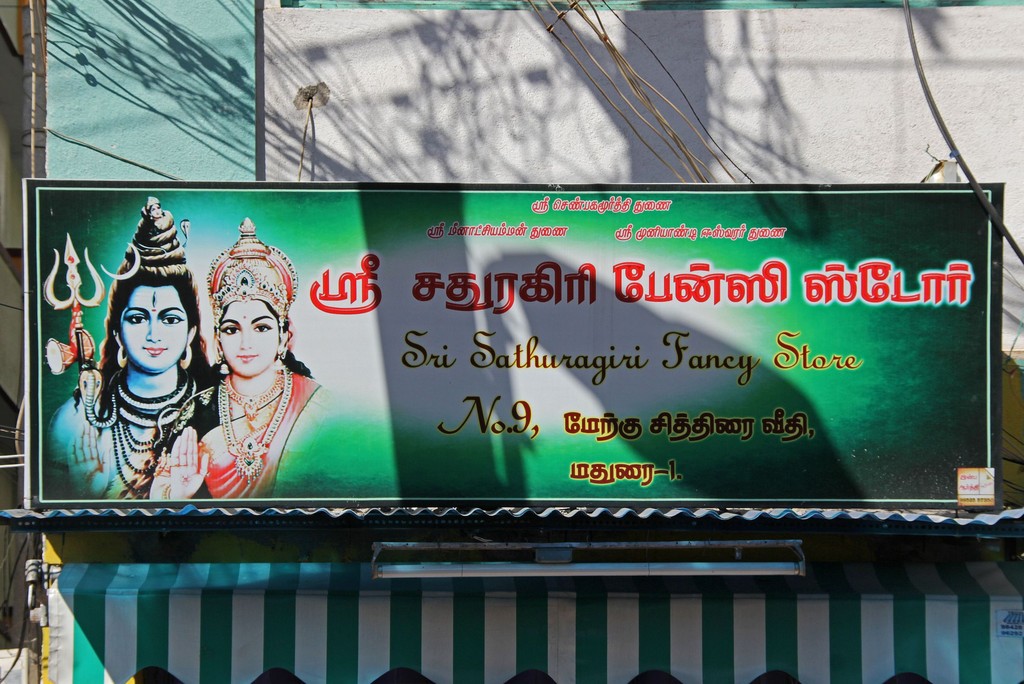 ஸ்ரீ செண்பகமூர்த்தி துணை
ஸ்ரீ மீனாட்சியம்மன் துணை ஸ்ரீ முனியாண்டி ஈஸ்வரர் துணை
ஸ்ரீ சதுரகிரி பேன்ஸி ஸ்டோர்
Sri Sathuragiri Fancy Store
No.9, மேற்கு சித்திரை வீதி,
மதுரை-1.